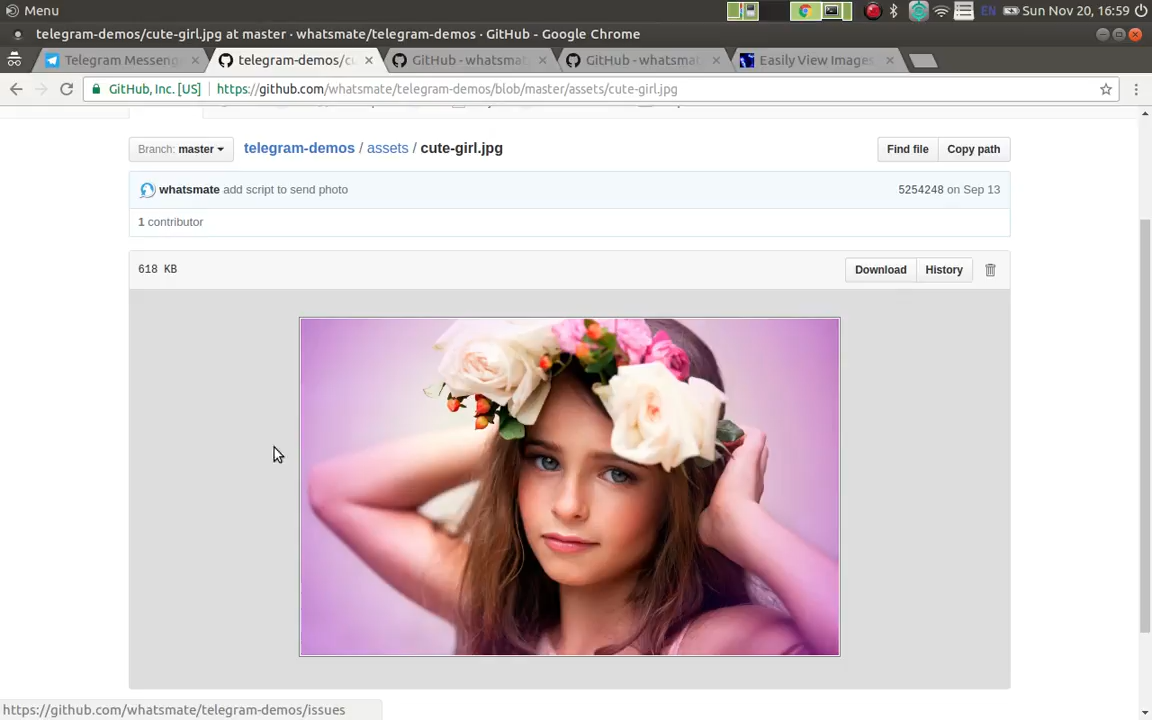 Menu
EN
Sun Nov 20, 16:59
telegram-demos/cute-girl.jpg at master · whatsmate/telegram-demos · GitHub - Google Chrome
Telegram Messeng
telegram-demos/cu
GitHub - whatsmat
GitHub - whatsmat
Easily View Images
GitHub, Inc. [US]
https://github.com/whatsmate/telegram-demos/blob/master/assets/cute-girl.jpg
Branch: master
telegram-demos / assets / cute-girl.jpg
Find file
Copy path
whatsmate add script to send photo
5254248 on Sep 13
1 contributor
618 KB
Download
History
https://github.com/whatsmate/telegram-demos/issues